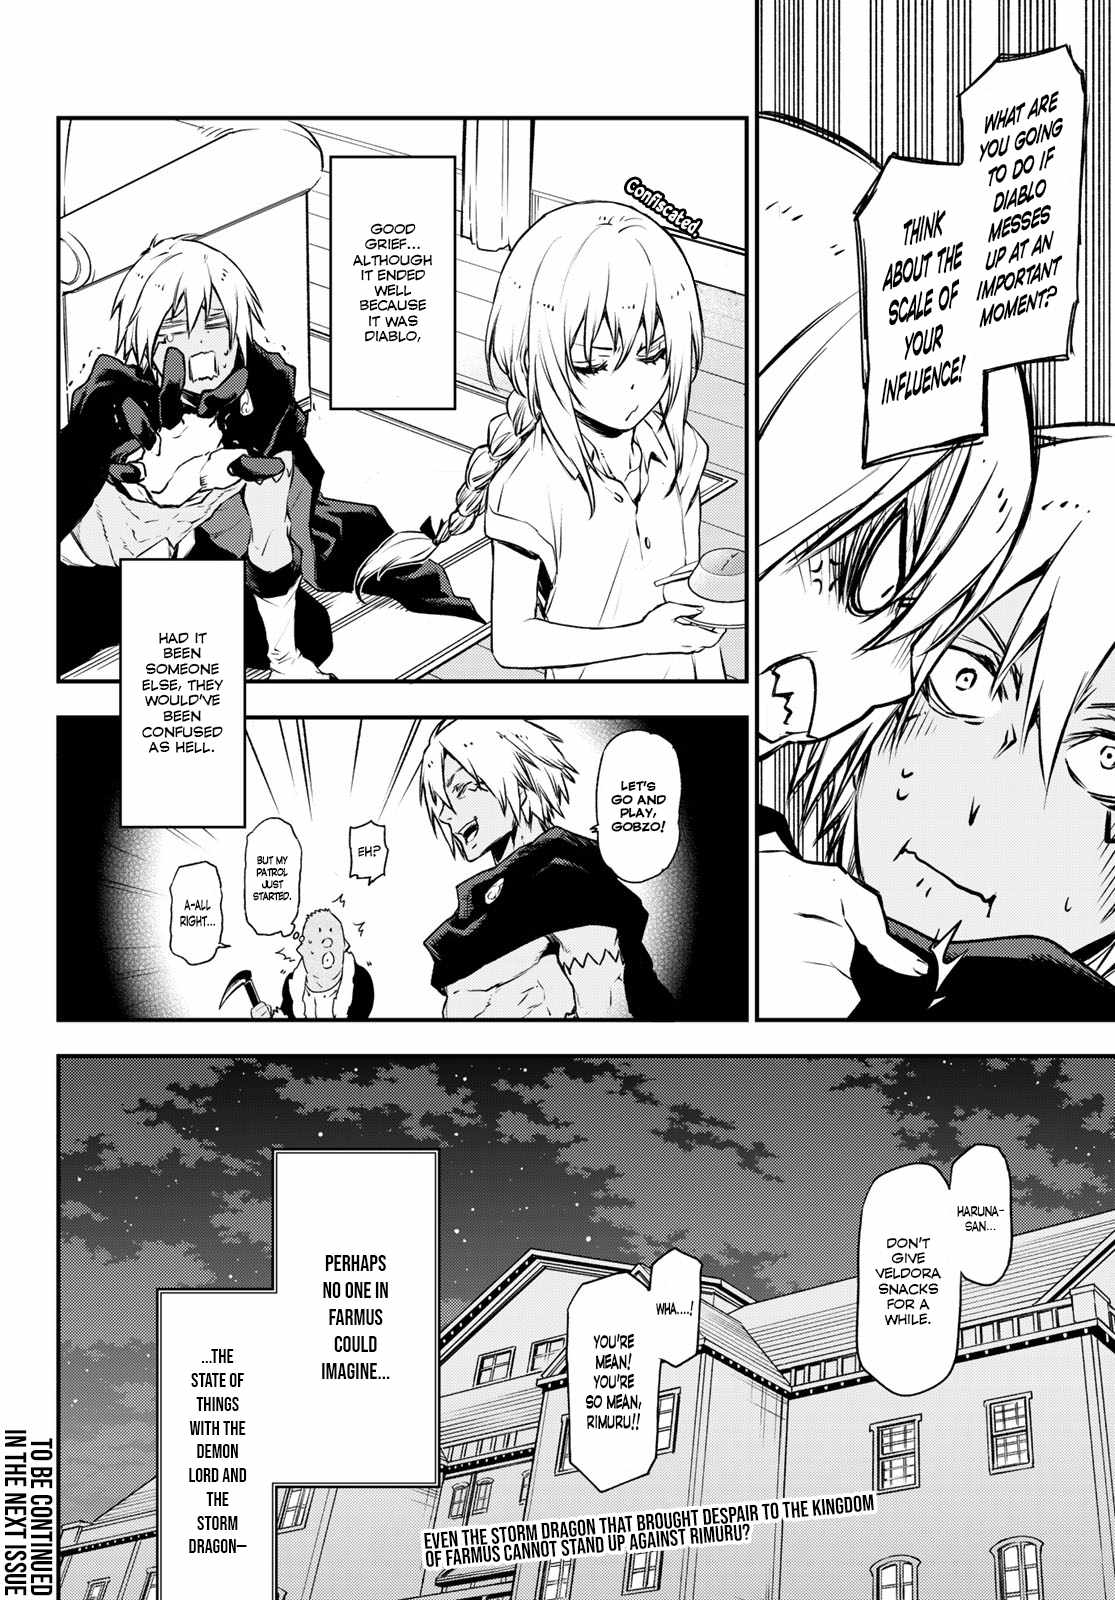 WHAT ARE
YOU GOING
TO DO IF
DIABLO
MESSES
UP AT AN
IMPORTANT
MOMENT?
THINK
ABOUT THE
SCALE OF
YOUR
INFLUENCE!
Confiscated.
GOOD
GRIEF...
ALTHOUGH
IT ENDED
WELL
BECAUSE
IT WAS
DIABLO,
HAD IT
BEEN
SOMEONE
ELSE, THEY
WOULD'VE
BEEN
CONFUSED
AS HELL.
LET'S
GO AND
PLAY,
GOBZO!
EH?
BUT MY
PATROL
JUST
STARTED.
A-ALL
RIGHT...
HARUNA-
SAN...
DON'T
GIVE
VELDORA
SNACKS
FOR A
WHILE.
WHA....!
YOU'RE
MEAN!
YOU'RE
SO MEAN,
RIMURU!!
PERHAPS
NO ONE IN
FARMUS
COULD
IMAGINE...
...THE
STATE OF
THINGS
WITH THE
DEMON
LORD AND
THE
STORM
DRAGON—
EVEN THE STORM DRAGON THAT BROUGHT DESPAIR TO THE KINGDOM
OF FARMUS CANNOT STAND UP AGAINST RIMURU?
TO BE CONTINUED
IN THE NEXT ISSUE